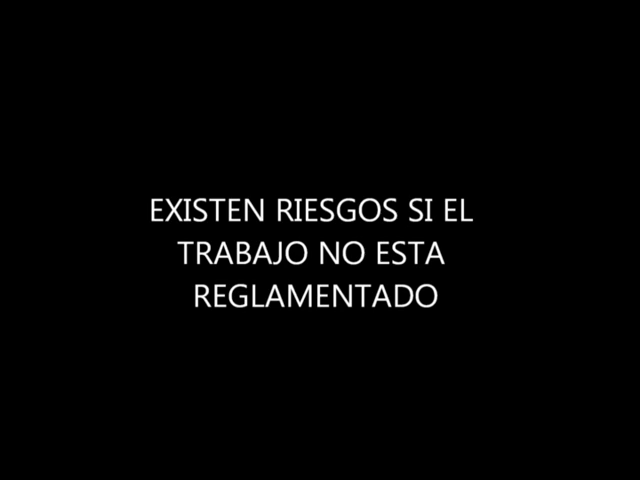 EXISTEN RIESGOS SI EL
TRABAJO NO ESTA
REGLAMENTADO